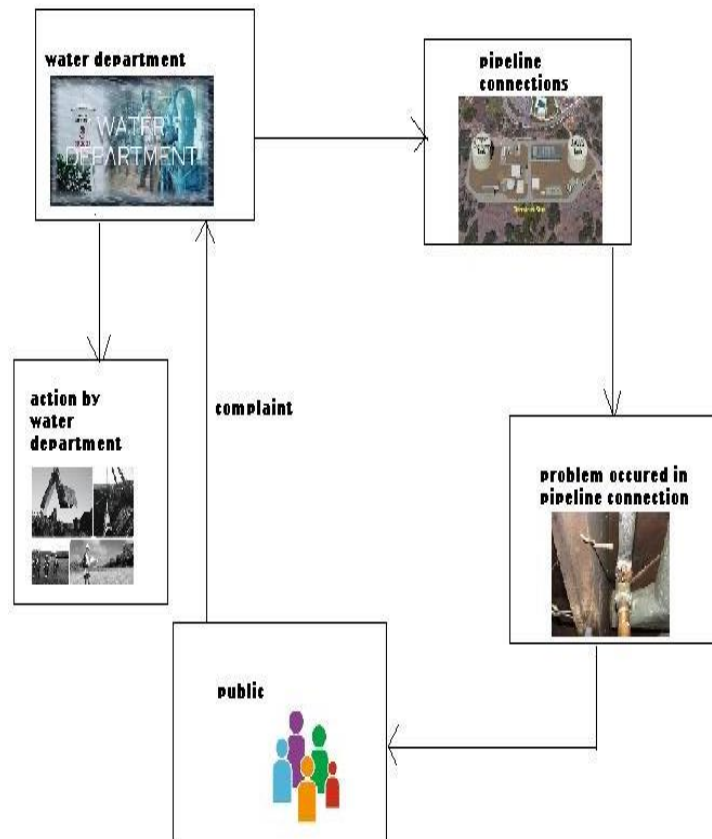 water department
WATER
DEPARTMENT
pipeline
connections
action by
water
department
complaint
problem occured in
pipeline connection
public